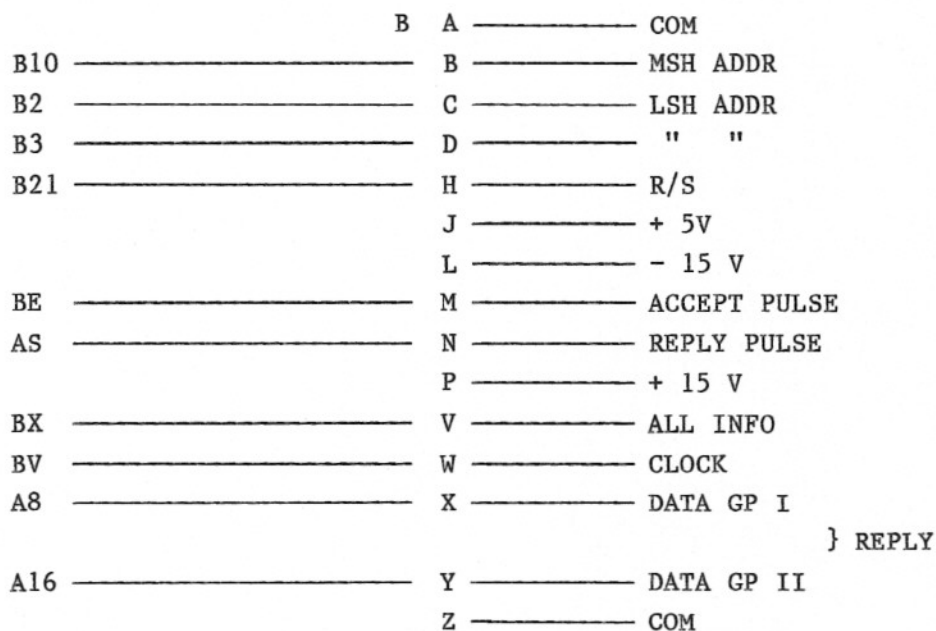 B A COM
B10 B MSH ADDR
B2 C LSH ADDR
B3 D " "
B21 H R/S
J + 5V
L - 15 V
BE M ACCEPT PULSE
AS N REPLY PULSE
P + 15 V
BX V ALL INFO
BV W CLOCK
A8 X DATA GP I
} REPLY
A16 Y DATA GP II
Z COM